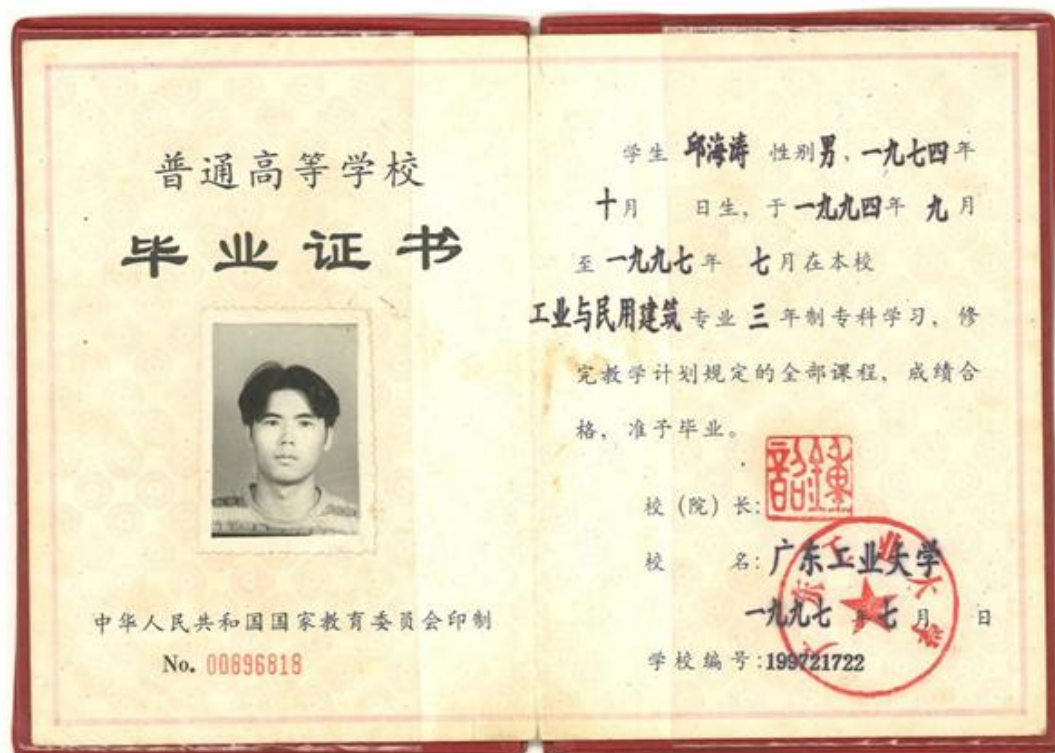 普通高等学校
毕业证书
中华人民共和国国家教育委员会印制
No. 00896818
学生 邱海涛 性别男，一九七四年
十月 日生，于一九九四年 九月
至一九九七年 七月在本校
工业与民用建筑专业三年制专科学习，修
完教学计划规定的全部课程，成绩合
格，准予毕业。
校（院）长：
校 名：广东工业大学
一九九七年七月 日
学校编号：199721722
广东工业大学